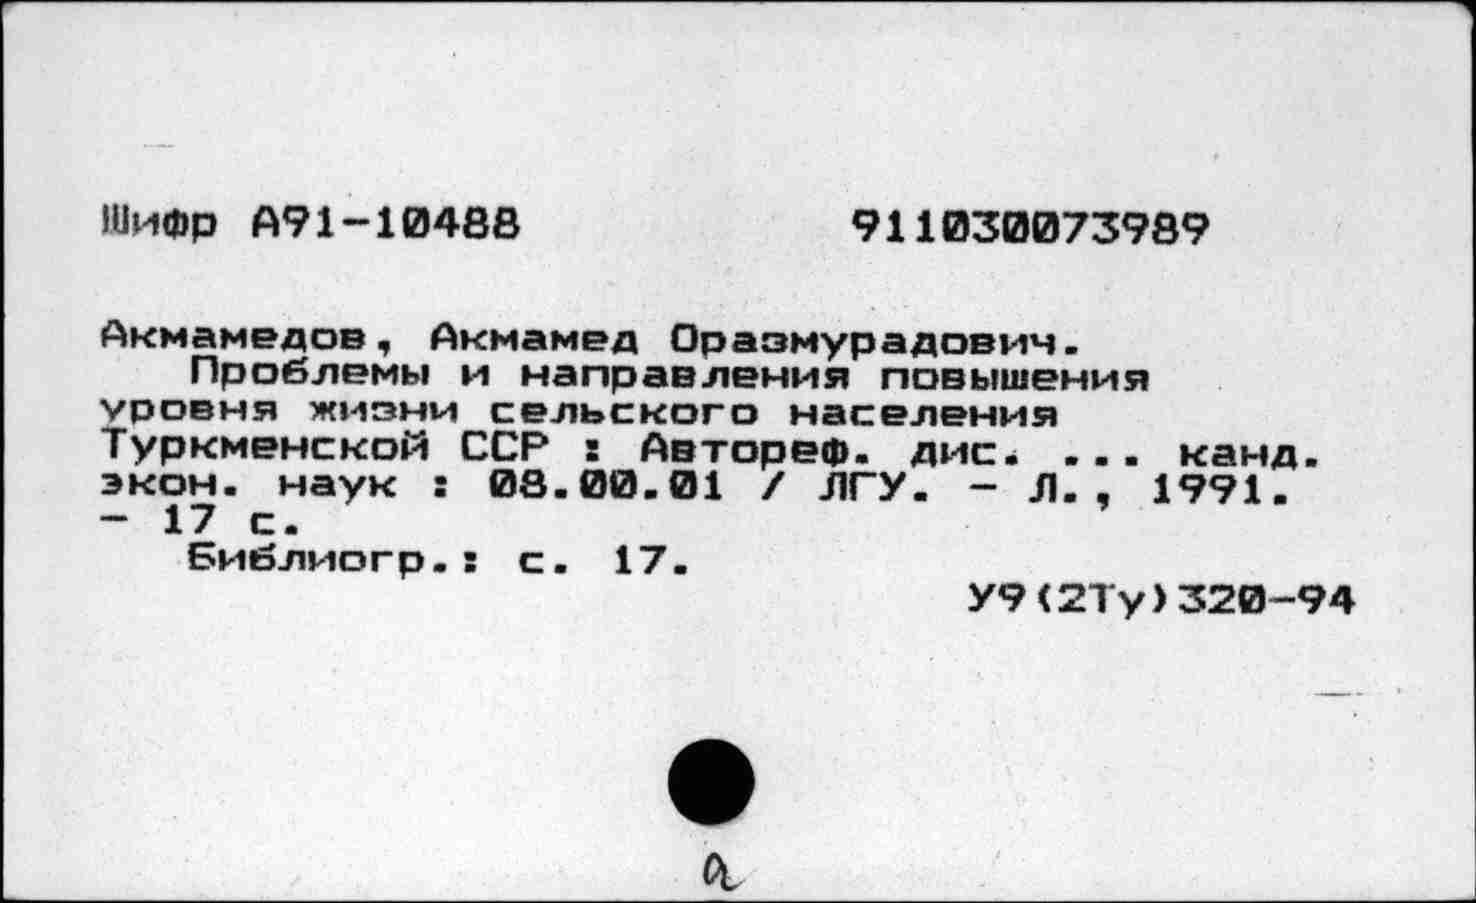 Шифр А91-10488 911030073989
Акмамедов, Акмамед Оразмурадович.
Проблемы и направления повышения
уровня жизни сельского населения
Туркменской ССР : Автореф. дис. ... канд.
экон. наук : 08.00.01 / ЛГУ. - Л., 1991.
- 17 с.
Библиогр.: с. 17.
У9(2Ту)320-94
а